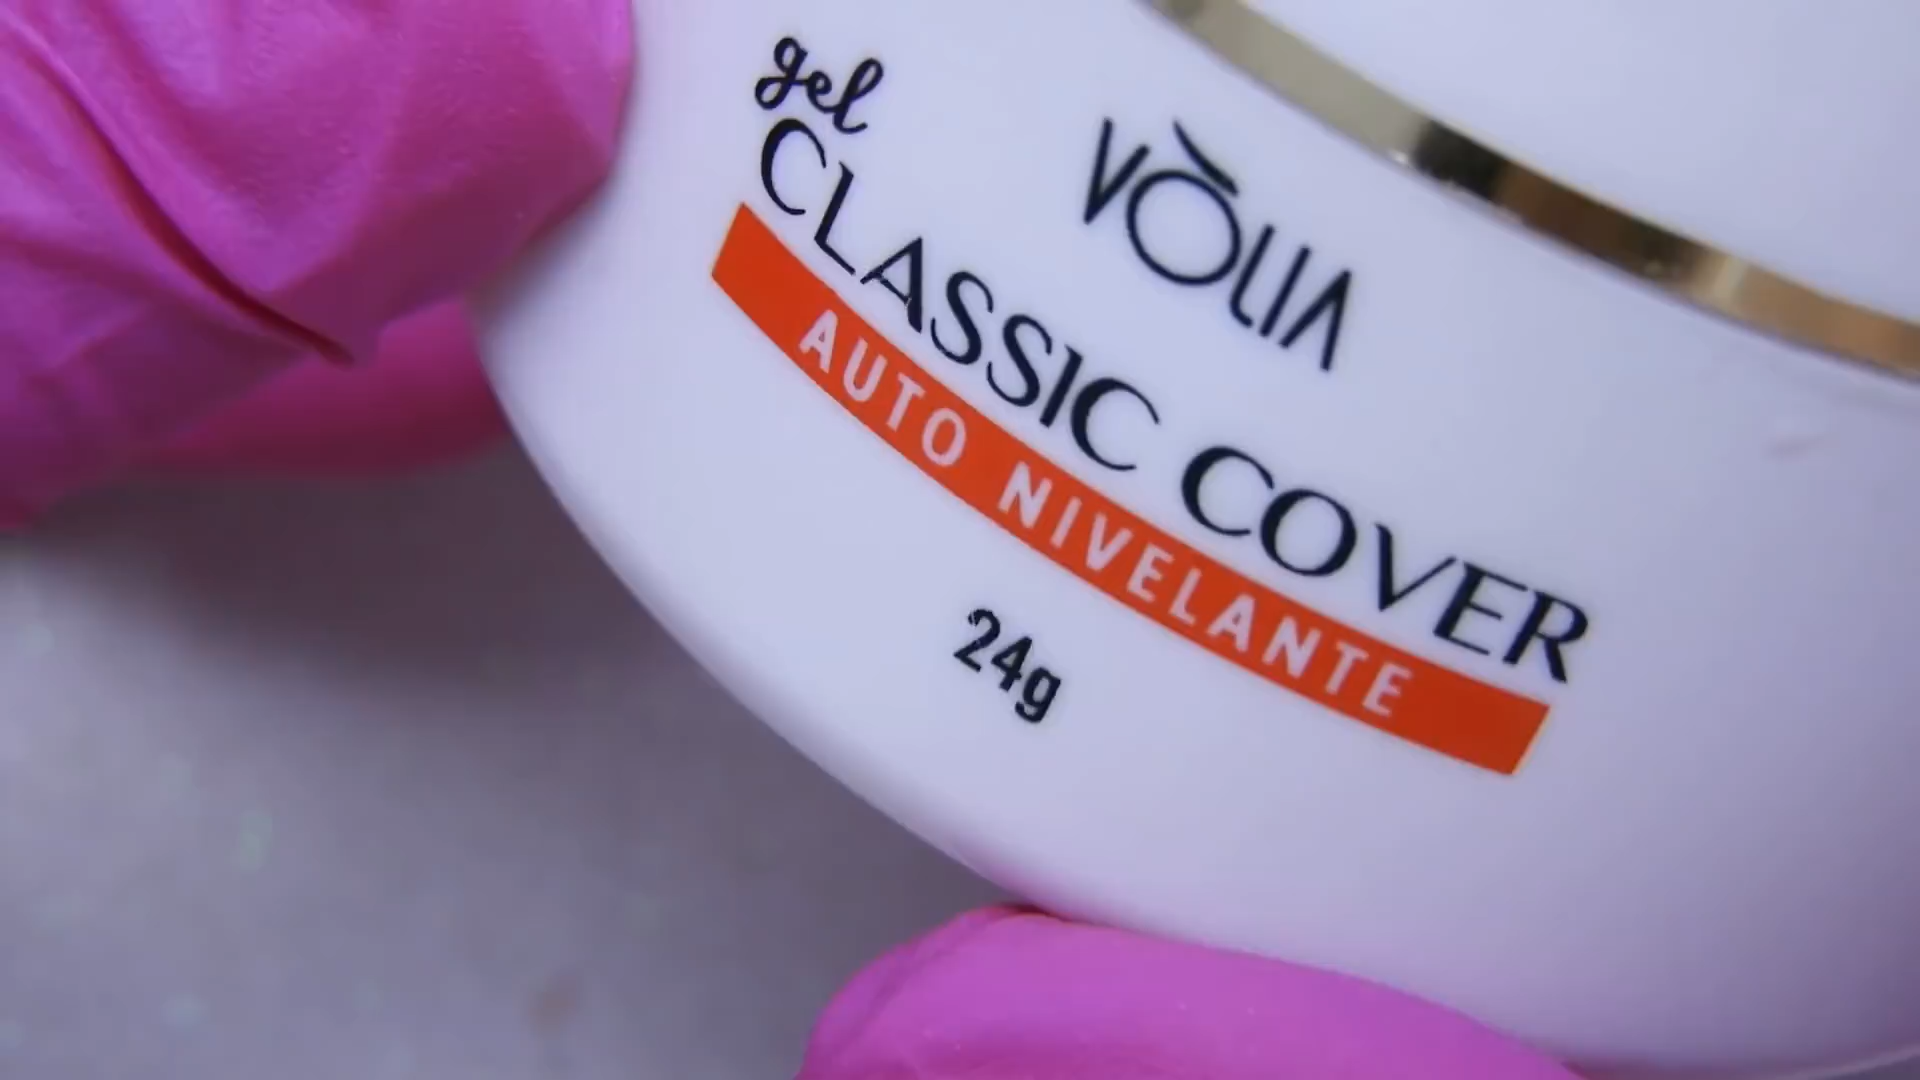 VÒLIA
gel
CLASSIC COVER
AUTO NIVELANTE
24g